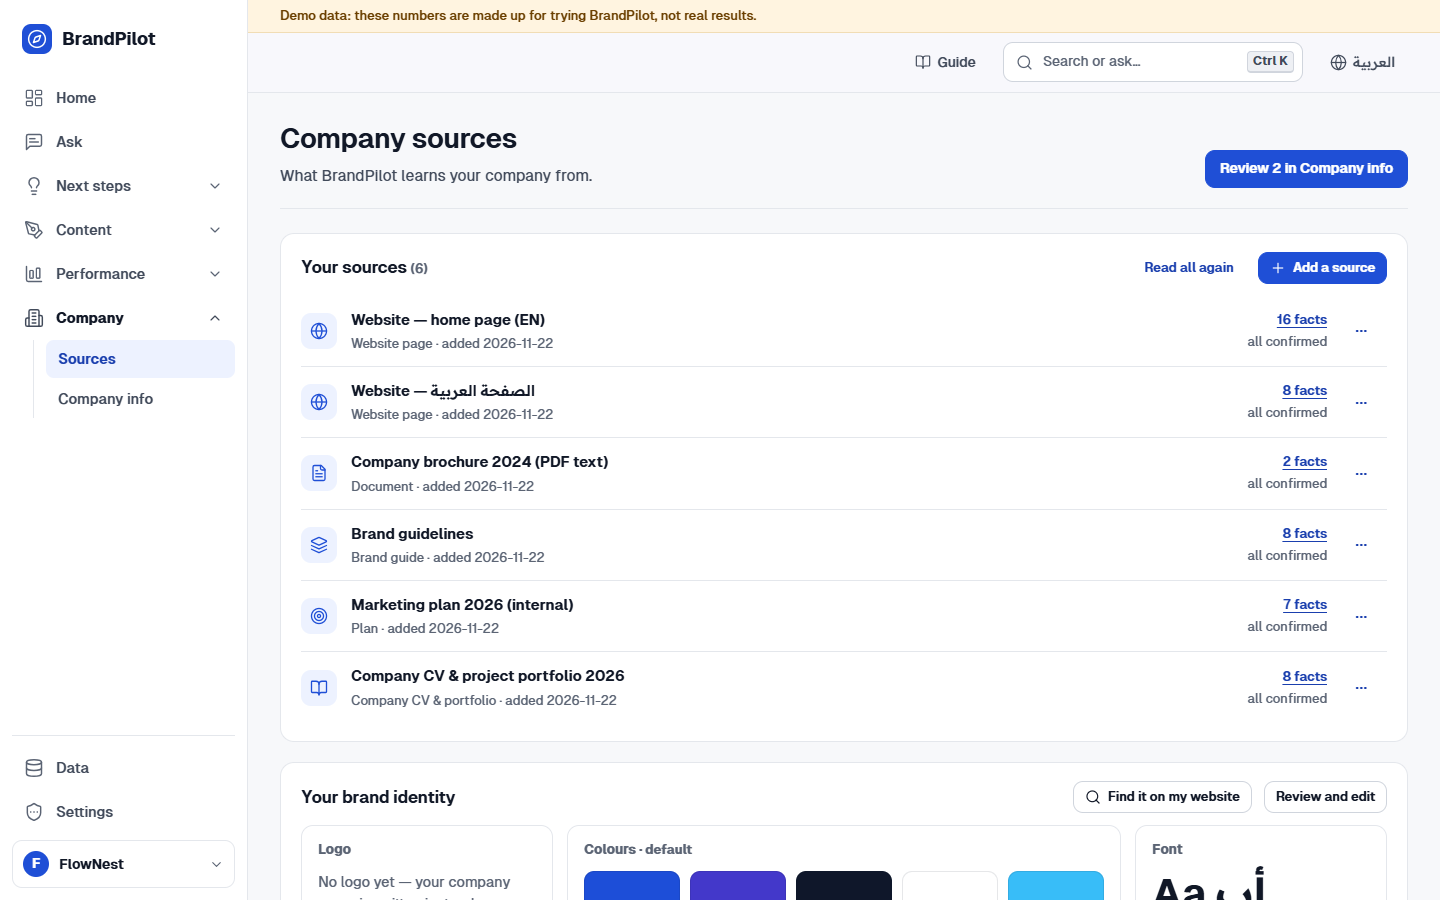 Demo data: these numbers are made up for trying BrandPilot, not real results.
BrandPilot
Guide
Search or ask...
Ctrl K
العربية
Home
Ask
Next steps
Content
Performance
Company
Sources
Company info
Data
Settings
F
FlowNest
Company sources
What BrandPilot learns your company from.
Review 2 in Company info
Your sources (6)
Read all again
Add a source
Website — home page (EN)
Website page · added 2026-11-22
16 facts
all confirmed
Website — الصفحة العربية
Website page · added 2026-11-22
8 facts
all confirmed
Company brochure 2024 (PDF text)
Document · added 2026-11-22
2 facts
all confirmed
Brand guidelines
Brand guide · added 2026-11-22
8 facts
all confirmed
Marketing plan 2026 (internal)
Plan · added 2026-11-22
7 facts
all confirmed
Company CV & project portfolio 2026
Company CV & portfolio · added 2026-11-22
8 facts
all confirmed
Your brand identity
Find it on my website
Review and edit
Logo
No logo yet — your company
Colours · default
Font
Aa أب